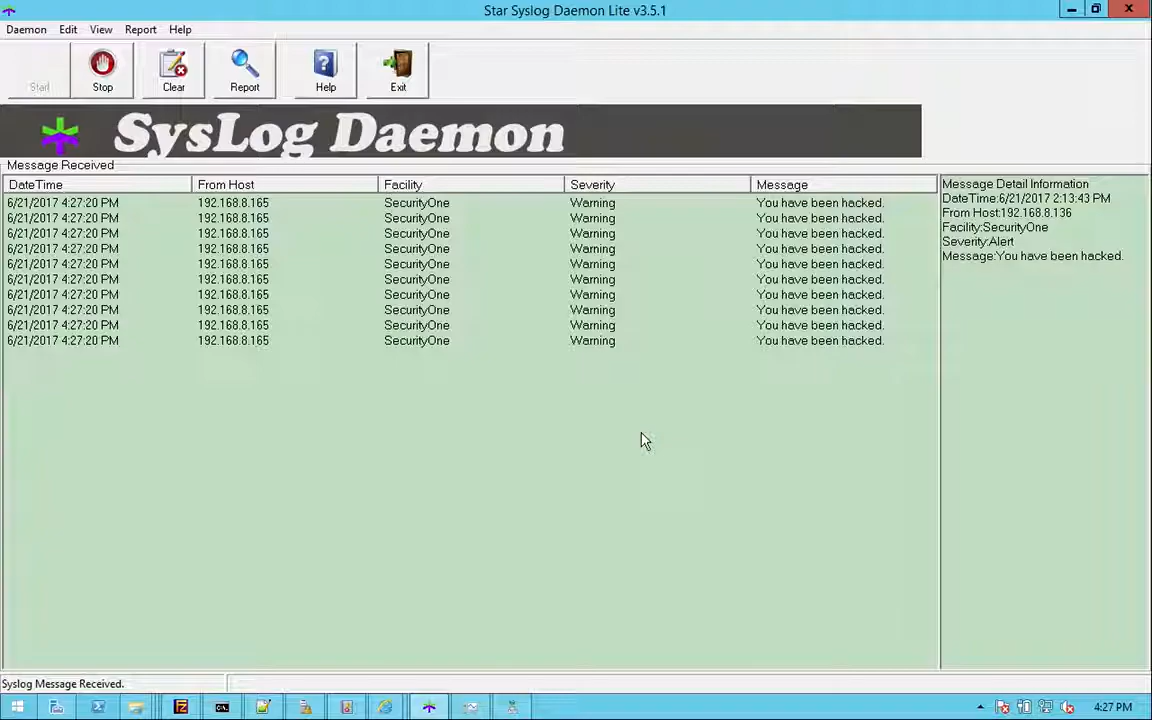 Star Syslog Daemon Lite v3.5.1
Daemon Edit View Report Help
Start Stop Clear Report Help Exit
SysLog Daemon
Message Received
DateTime From Host Facility Severity Message
6/21/2017 4:27:20 PM 192.168.8.165 SecurityOne Warning You have been hacked.
6/21/2017 4:27:20 PM 192.168.8.165 SecurityOne Warning You have been hacked.
6/21/2017 4:27:20 PM 192.168.8.165 SecurityOne Warning You have been hacked.
6/21/2017 4:27:20 PM 192.168.8.165 SecurityOne Warning You have been hacked.
6/21/2017 4:27:20 PM 192.168.8.165 SecurityOne Warning You have been hacked.
6/21/2017 4:27:20 PM 192.168.8.165 SecurityOne Warning You have been hacked.
6/21/2017 4:27:20 PM 192.168.8.165 SecurityOne Warning You have been hacked.
6/21/2017 4:27:20 PM 192.168.8.165 SecurityOne Warning You have been hacked.
6/21/2017 4:27:20 PM 192.168.8.165 SecurityOne Warning You have been hacked.
6/21/2017 4:27:20 PM 192.168.8.165 SecurityOne Warning You have been hacked.
Message Detail Information
DateTime:6/21/2017 2:13:43 PM
From Host:192.168.8.136
Facility:SecurityOne
Severity:Alert
Message:You have been hacked.
Syslog Message Received.
4:27 PM